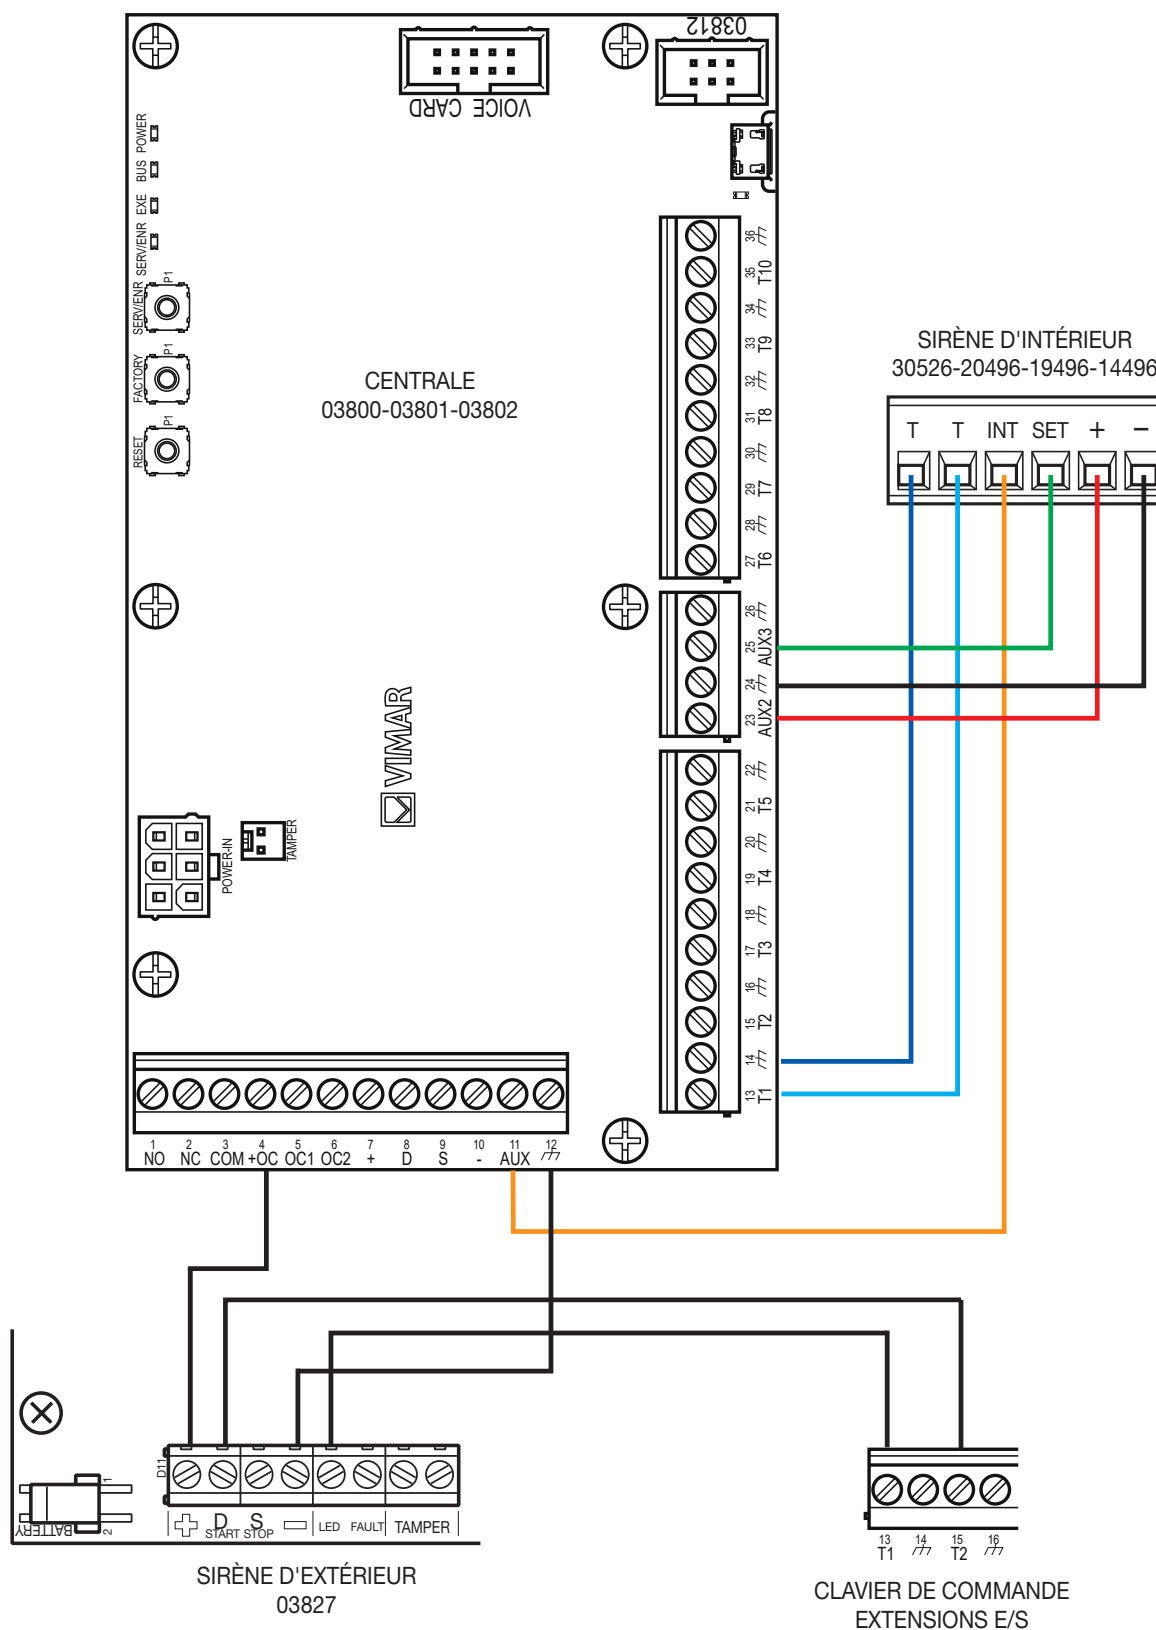 03812
VOICE CARD
POWER
BUS
EXE
SERV/ENR
SERV/ENR
P1
FACTORY
P1
RESET
P1
CENTRALE
03800-03801-03802
36
35 T10
34
33 T9
32
31 T8
30
29 T7
28
27 T6
26
25 AUX3
24
23 AUX2
22
21 T5
20
19 T4
18
17 T3
16
15 T2
14
13 T1
SIRÈNE D'INTÉRIEUR
30526-20496-19496-14496
T T INT SET + −
VIMAR
TAMPER
POWER-IN
1 2 3 4 5 6 7 8 9 10 11 12
NO NC COM +OC OC1 OC2 + D S - AUX
D11
1
2
BATTERY
D S LED FAULT TAMPER
START STOP
SIRÈNE D'EXTÉRIEUR
03827
13 14 15 16
T1 T2
CLAVIER DE COMMANDE
EXTENSIONS E/S